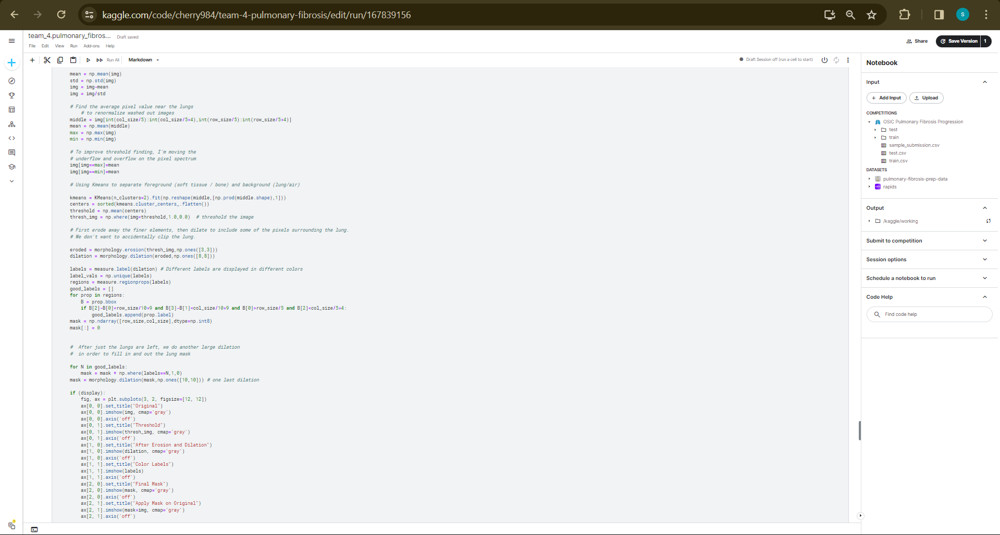 kaggle.com/code/cherry984/team-4-pulmonary-fibrosis/edit/run/167839156
S
team_4.pulmonary_fibros... Draft saved
File Edit View Run Add-ons Help
Share
Save Version 1
Run All Markdown
Draft Session off (run a cell to start)
mean = np.mean(img)
std = np.std(img)
img = img-mean
img = img/std
# Find the average pixel value near the lungs
# to renormalize washed out images
middle = img[int(col_size/5):int(col_size/5*4),int(row_size/5):int(row_size/5*4)]
mean = np.mean(middle)
max = np.max(img)
min = np.min(img)
# To improve threshold finding, I'm moving the
# underflow and overflow on the pixel spectrum
img[img==max]=mean
img[img==min]=mean
# Using Kmeans to separate foreground (soft tissue / bone) and background (lung/air)
kmeans = KMeans(n_clusters=2).fit(np.reshape(middle,[np.prod(middle.shape),1]))
centers = sorted(kmeans.cluster_centers_.flatten())
threshold = np.mean(centers)
thresh_img = np.where(img<threshold,1.0,0.0) # threshold the image
# First erode away the finer elements, then dilate to include some of the pixels surrounding the lung.
# We don't want to accidentally clip the lung.
eroded = morphology.erosion(thresh_img,np.ones([3,3]))
dilation = morphology.dilation(eroded,np.ones([8,8]))
labels = measure.label(dilation) # Different labels are displayed in different colors
label_vals = np.unique(labels)
regions = measure.regionprops(labels)
good_labels = []
for prop in regions:
B = prop.bbox
if B[2]-B[0]<row_size/10*9 and B[3]-B[1]<col_size/10*9 and B[0]>row_size/5 and B[2]<col_size/5*4:
good_labels.append(prop.label)
mask = np.ndarray([row_size,col_size],dtype=np.int8)
mask[:] = 0
# After just the lungs are left, we do another large dilation
# in order to fill in and out the lung mask
for N in good_labels:
mask = mask + np.where(labels==N,1,0)
mask = morphology.dilation(mask,np.ones([10,10])) # one last dilation
if (display):
fig, ax = plt.subplots(3, 2, figsize=[12, 12])
ax[0, 0].set_title("Original")
ax[0, 0].imshow(img, cmap='gray')
ax[0, 0].axis('off')
ax[0, 1].set_title("Threshold")
ax[0, 1].imshow(thresh_img, cmap='gray')
ax[0, 1].axis('off')
ax[1, 0].set_title("After Erosion and Dilation")
ax[1, 0].imshow(dilation, cmap='gray')
ax[1, 0].axis('off')
ax[1, 1].set_title("Color Labels")
ax[1, 1].imshow(labels)
ax[1, 1].axis('off')
ax[2, 0].set_title("Final Mask")
ax[2, 0].imshow(mask, cmap='gray')
ax[2, 0].axis('off')
ax[2, 1].set_title("Apply Mask on Original")
ax[2, 1].imshow(mask*img, cmap='gray')
ax[2, 1].axis('off')
Notebook
Input
+ Add Input Upload
COMPETITIONS
OSIC Pulmonary Fibrosis Progression
test
train
sample_submission.csv
test.csv
train.csv
DATASETS
pulmonary-fibrosis-prep-data
rapids
Output
/kaggle/working
Submit to competition
Session options
Schedule a notebook to run
Code Help
Find code help